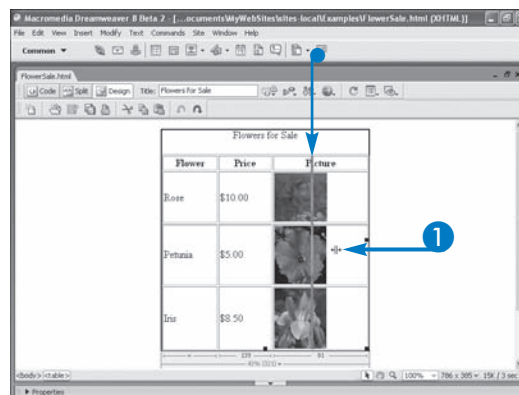 Macromedia Dreamweaver 8 Beta 2 - [...ocuments\MyWebSites\sites-local\Examples\FlowerSale.html (XHTML)]
File Edit View Insert Modify Text Commands Site Window Help
Common
FlowerSale.html
Code Split Design Title: Flowers for Sale
Flowers for Sale
Flower Price Picture
Rose $10.00
1
Petunia $5.00
Iris $8.50
<body> <table> 100% 786 x 385 15K / 3 sec
Properties